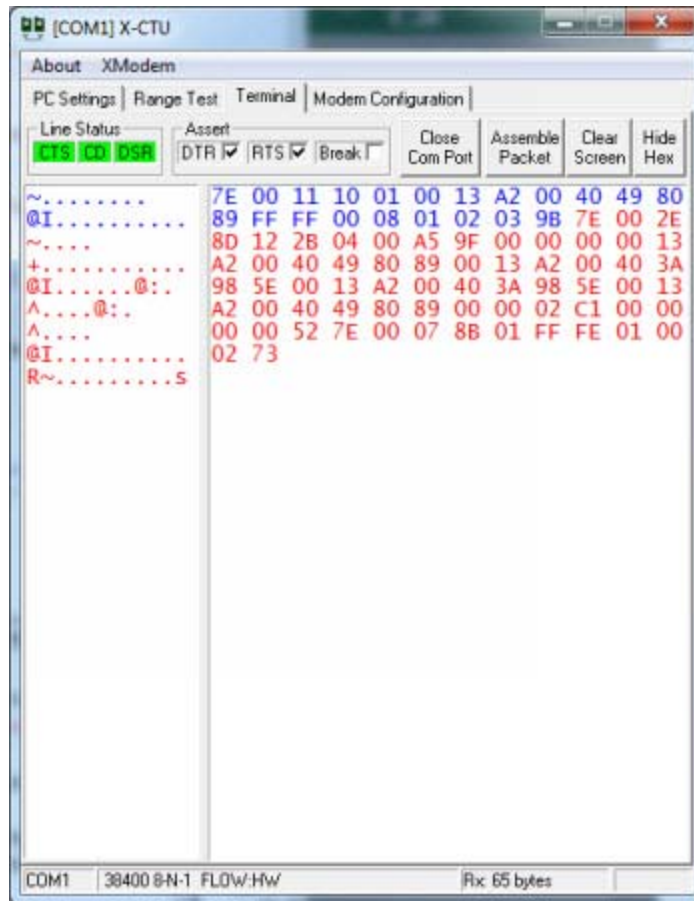 [COM1] X-CTU
About XModem
PC Settings Range Test Terminal Modem Configuration
Line Status Assert
CTS CD DSR DTR RTS Break Close Com Port Assemble Packet Clear Screen Hide Hex
~........ 7E 00 11 10 01 00 13 A2 00 40 49 80
@I........... 89 FF FF 00 08 01 02 03 9B 7E 00 2E
~.... 8D 12 2B 04 00 A5 9F 00 00 00 00 13
+............ A2 00 40 49 80 89 00 13 A2 00 40 3A
@I......@:. 98 5E 00 13 A2 00 40 3A 98 5E 00 13
^....@:. A2 00 40 49 80 89 00 00 02 C1 00 00
^.... 00 00 52 7E 00 07 8B 01 FF FE 01 00
@I.......... 02 73
R~.........s
COM1 38400 8-N-1 FLOW:HW Rx: 65 bytes